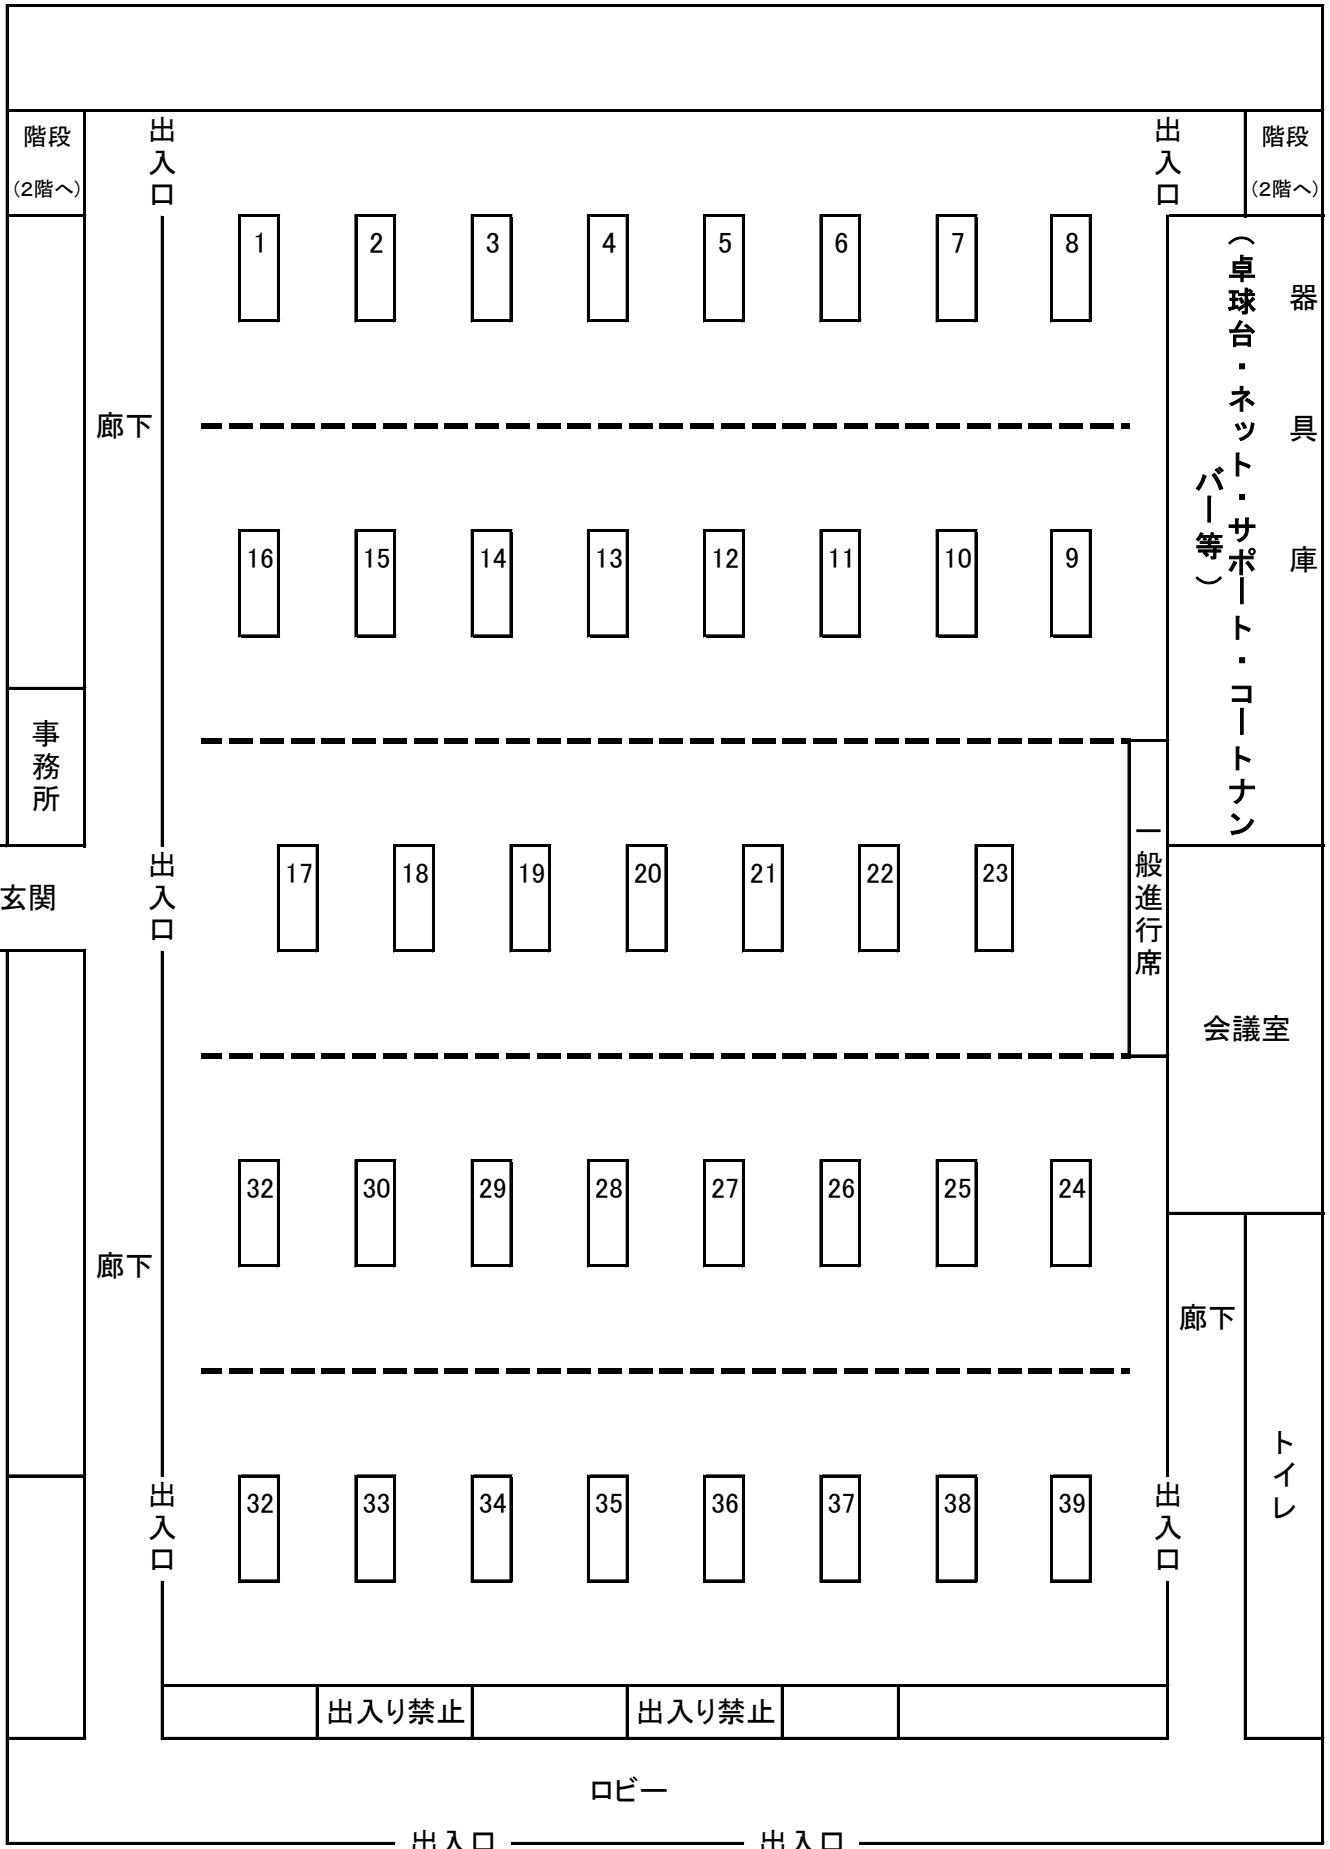 階段
(2階へ)
出入口
出入口
階段
(2階へ)
1 2 3 4 5 6 7 8
器具庫
(卓球台・ネット・サポート・コートナンバー等)
廊下
16 15 14 13 12 11 10 9
事務所
玄関
出入口
17 18 19 20 21 22 23
一般進行席
会議室
32 30 29 28 27 26 25 24
廊下
廊下
トイレ
出入口
32 33 34 35 36 37 38 39
出入口
出入り禁止
出入り禁止
ロビー
出入口
出入口